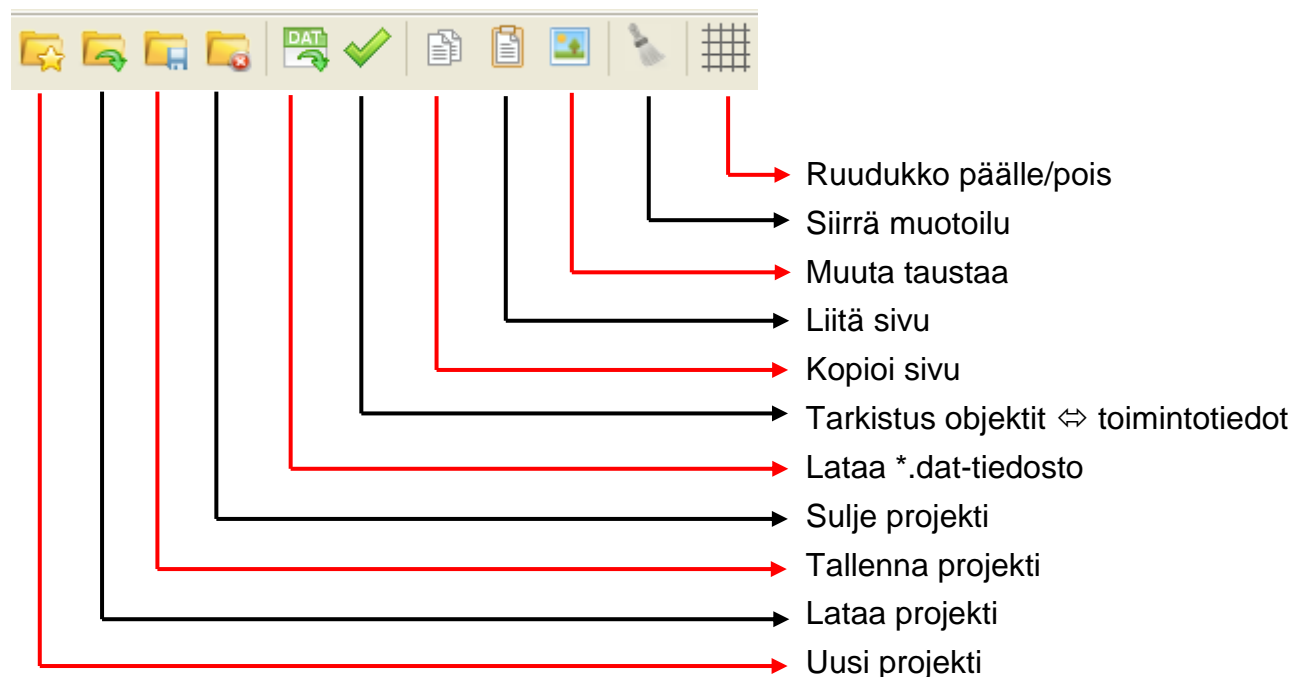 DAT
Ruudukko päälle/pois
Siirrä muotoilu
Muuta taustaa
Liitä sivu
Kopioi sivu
Tarkistus objektit ⇔ toimintotiedot
Lataa *.dat-tiedosto
Sulje projekti
Tallenna projekti
Lataa projekti
Uusi projekti